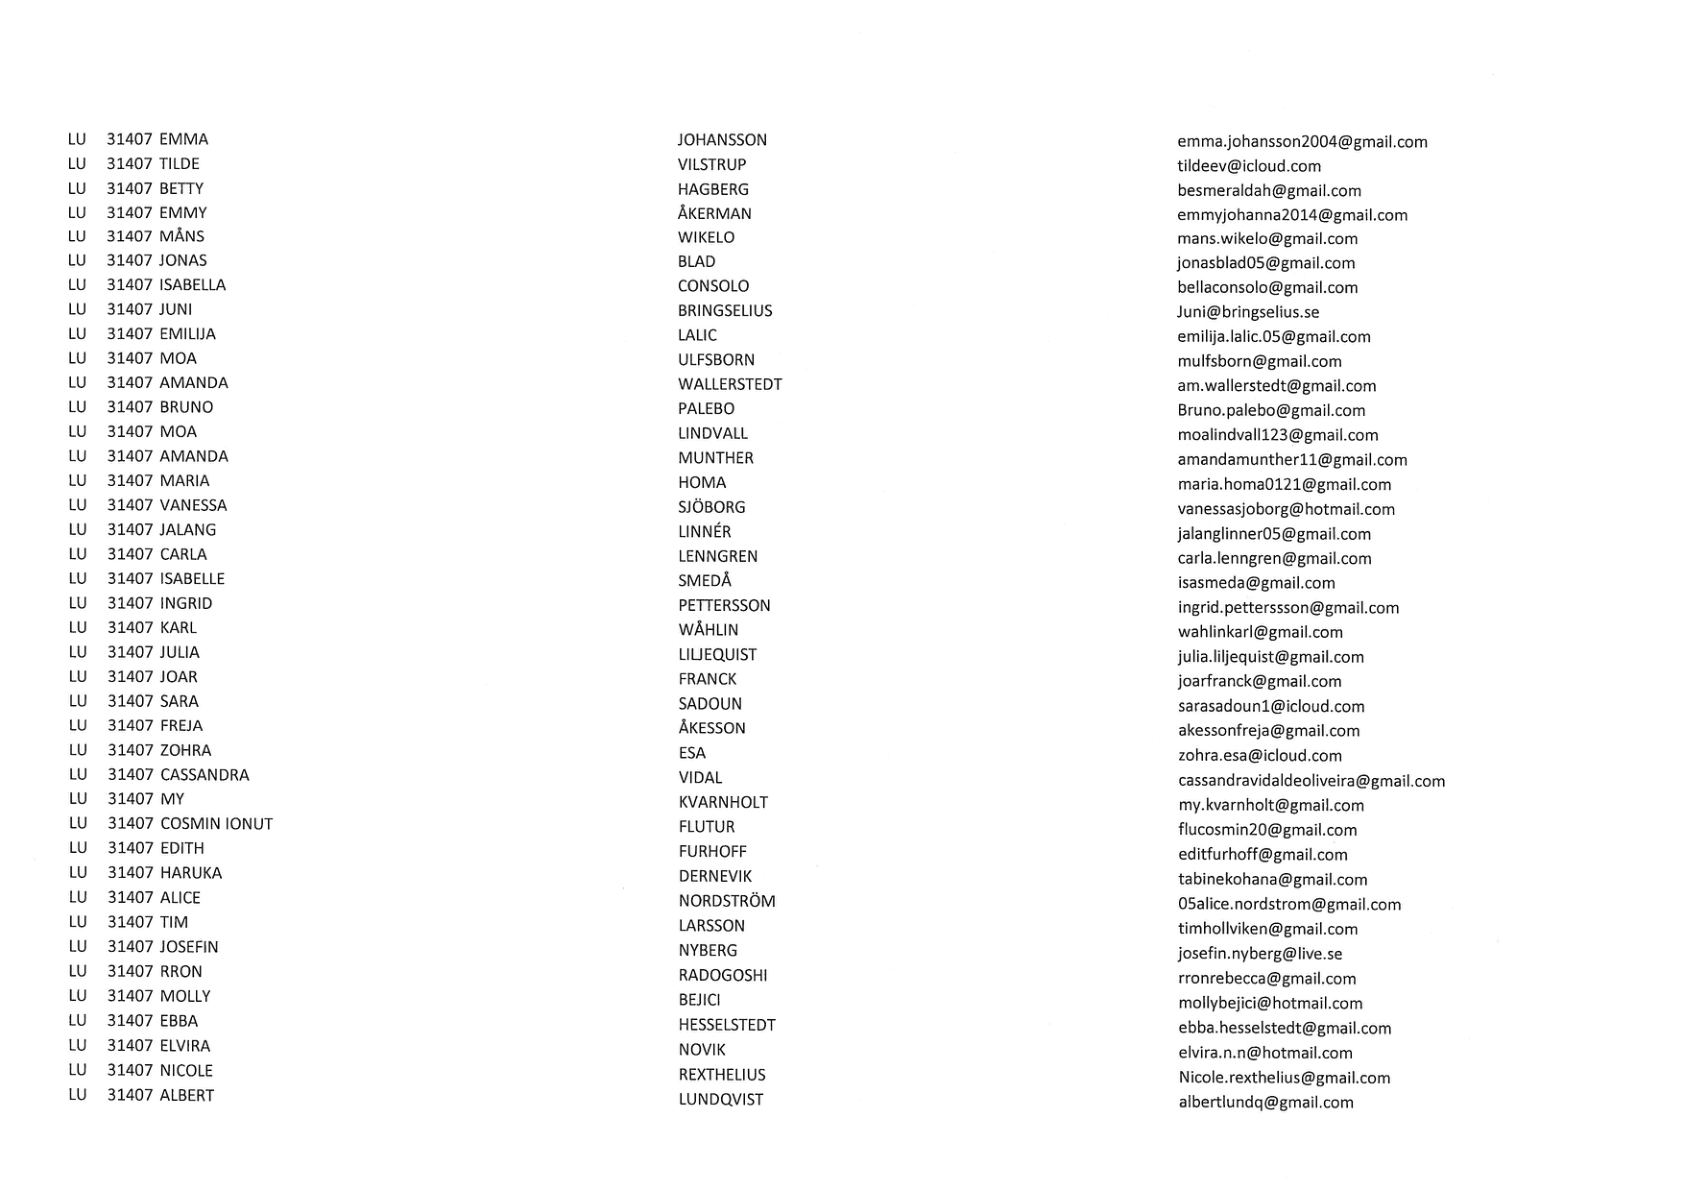 LU 31407 EMMA JOHANSSON emma.johansson2004@gmail.com
LU 31407 TILDE VILSTRUP tildeev@icloud.com
LU 31407 BETTY HAGBERG besmeraldah@gmail.com
LU 31407 EMMY ÅKERMAN emmyjohanna2014@gmail.com
LU 31407 MÅNS WIKELO mans.wikelo@gmail.com
LU 31407 JONAS BLAD jonasblad05@gmail.com
LU 31407 ISABELLA CONSOLO bellaconsolo@gmail.com
LU 31407 JUNI BRINGSELIUS Juni@bringselius.se
LU 31407 EMILIJA LALIC emilija.lalic.05@gmail.com
LU 31407 MOA ULFSBORN mulfsborn@gmail.com
LU 31407 AMANDA WALLERSTEDT am.wallerstedt@gmail.com
LU 31407 BRUNO PALEBO Bruno.palebo@gmail.com
LU 31407 MOA LINDVALL moalindvall123@gmail.com
LU 31407 AMANDA MUNTHER amandamunther11@gmail.com
LU 31407 MARIA HOMA maria.homa0121@gmail.com
LU 31407 VANESSA SJÖBORG vanessasjoborg@hotmail.com
LU 31407 JALANG LINNÉR jalanglinner05@gmail.com
LU 31407 CARLA LENNGREN carla.lenngren@gmail.com
LU 31407 ISABELLE SMEDÅ isasmeda@gmail.com
LU 31407 INGRID PETTERSSON ingrid.petterssson@gmail.com
LU 31407 KARL WÅHLIN wahlinkarl@gmail.com
LU 31407 JULIA LILJEQUIST julia.liljequist@gmail.com
LU 31407 JOAR FRANCK joarfranck@gmail.com
LU 31407 SARA SADOUN sarasadoun1@icloud.com
LU 31407 FREJA ÅKESSON akessonfreja@gmail.com
LU 31407 ZOHRA ESA zohra.esa@icloud.com
LU 31407 CASSANDRA VIDAL cassandravidaldeoliveira@gmail.com
LU 31407 MY KVARNHOLT my.kvarnholt@gmail.com
LU 31407 COSMIN IONUT FLUTUR flucosmin20@gmail.com
LU 31407 EDITH FURHOFF editfurhoff@gmail.com
LU 31407 HARUKA DERNEVIK tabinekohana@gmail.com
LU 31407 ALICE NORDSTRÖM 05alice.nordstrom@gmail.com
LU 31407 TIM LARSSON timhollviken@gmail.com
LU 31407 JOSEFIN NYBERG josefin.nyberg@live.se
LU 31407 RRON RADOGOSHI rronrebecca@gmail.com
LU 31407 MOLLY BEJICI mollybejici@hotmail.com
LU 31407 EBBA HESSELSTEDT ebba.hesselstedt@gmail.com
LU 31407 ELVIRA NOVIK elvira.n.n@hotmail.com
LU 31407 NICOLE REXTHELIUS Nicole.rexthelius@gmail.com
LU 31407 ALBERT LUNDQVIST albertlundq@gmail.com